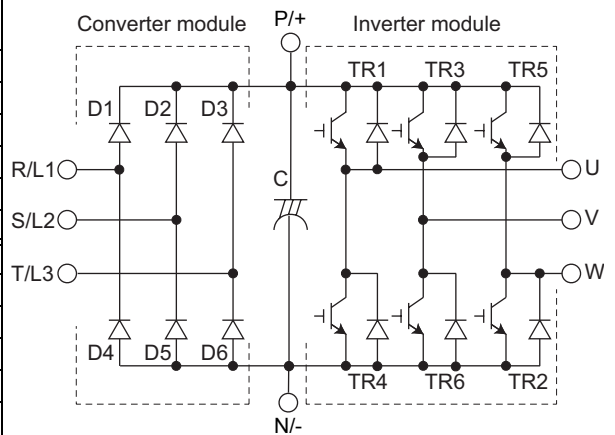 Converter module
P/+
Inverter module
D1 D2 D3
TR1 TR3 TR5
R/L1
C
U
S/L2
V
T/L3
W
D4 D5 D6
TR4 TR6 TR2
N/-